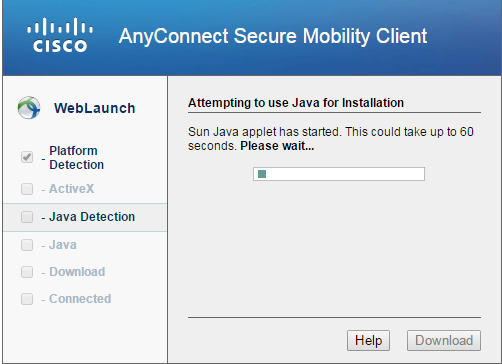 CISCO
AnyConnect Secure Mobility Client
WebLaunch
- Platform
Detection
- ActiveX
- Java Detection
- Java
- Download
- Connected
Attempting to use Java for Installation
Sun Java applet has started. This could take up to 60
seconds. Please wait...
Help
Download